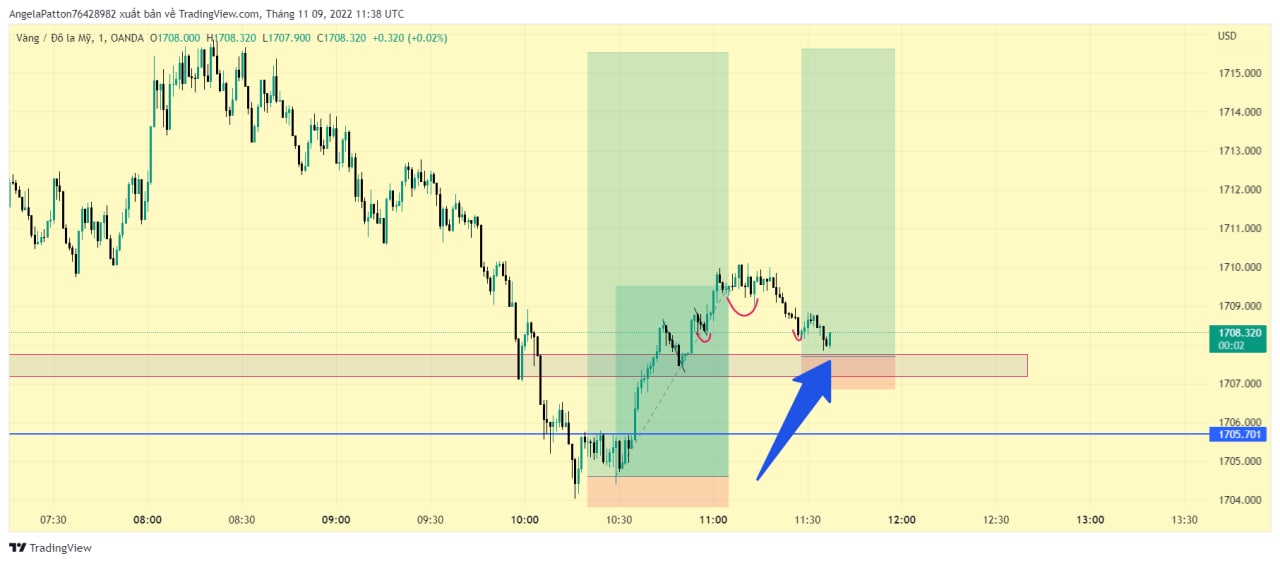 AngelaPatton76428982 xuất bản về TradingView.com, Tháng 11 09, 2022 11:38 UTC
Vàng / Đô la Mỹ, 1, OANDA O1708.000 H1708.320 L1707.900 C1708.320 +0.320 (+0.02%)
USD
1715.000
1714.000
1713.000
1712.000
1711.000
1710.000
1709.000
1708.320
00:02
1707.000
1706.000
1705.701
1705.000
1704.000
07:30 08:00 08:30 09:00 09:30 10:00 10:30 11:00 11:30 12:00 12:30 13:00 13:30
TradingView